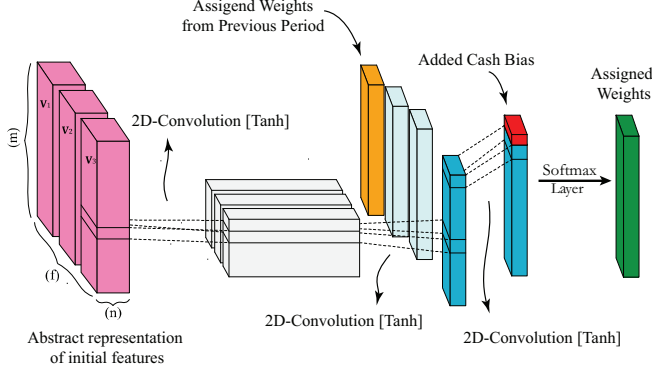 Assigend Weights
from Previous Period
Added Cash Bias
Assigned
Weights
2D-Convolution [Tanh]
V1
V2
V3
(m)
Softmax
Layer
(f)
(n)
2D-Convolution [Tanh]
2D-Convolution [Tanh]
Abstract representation
of initial features